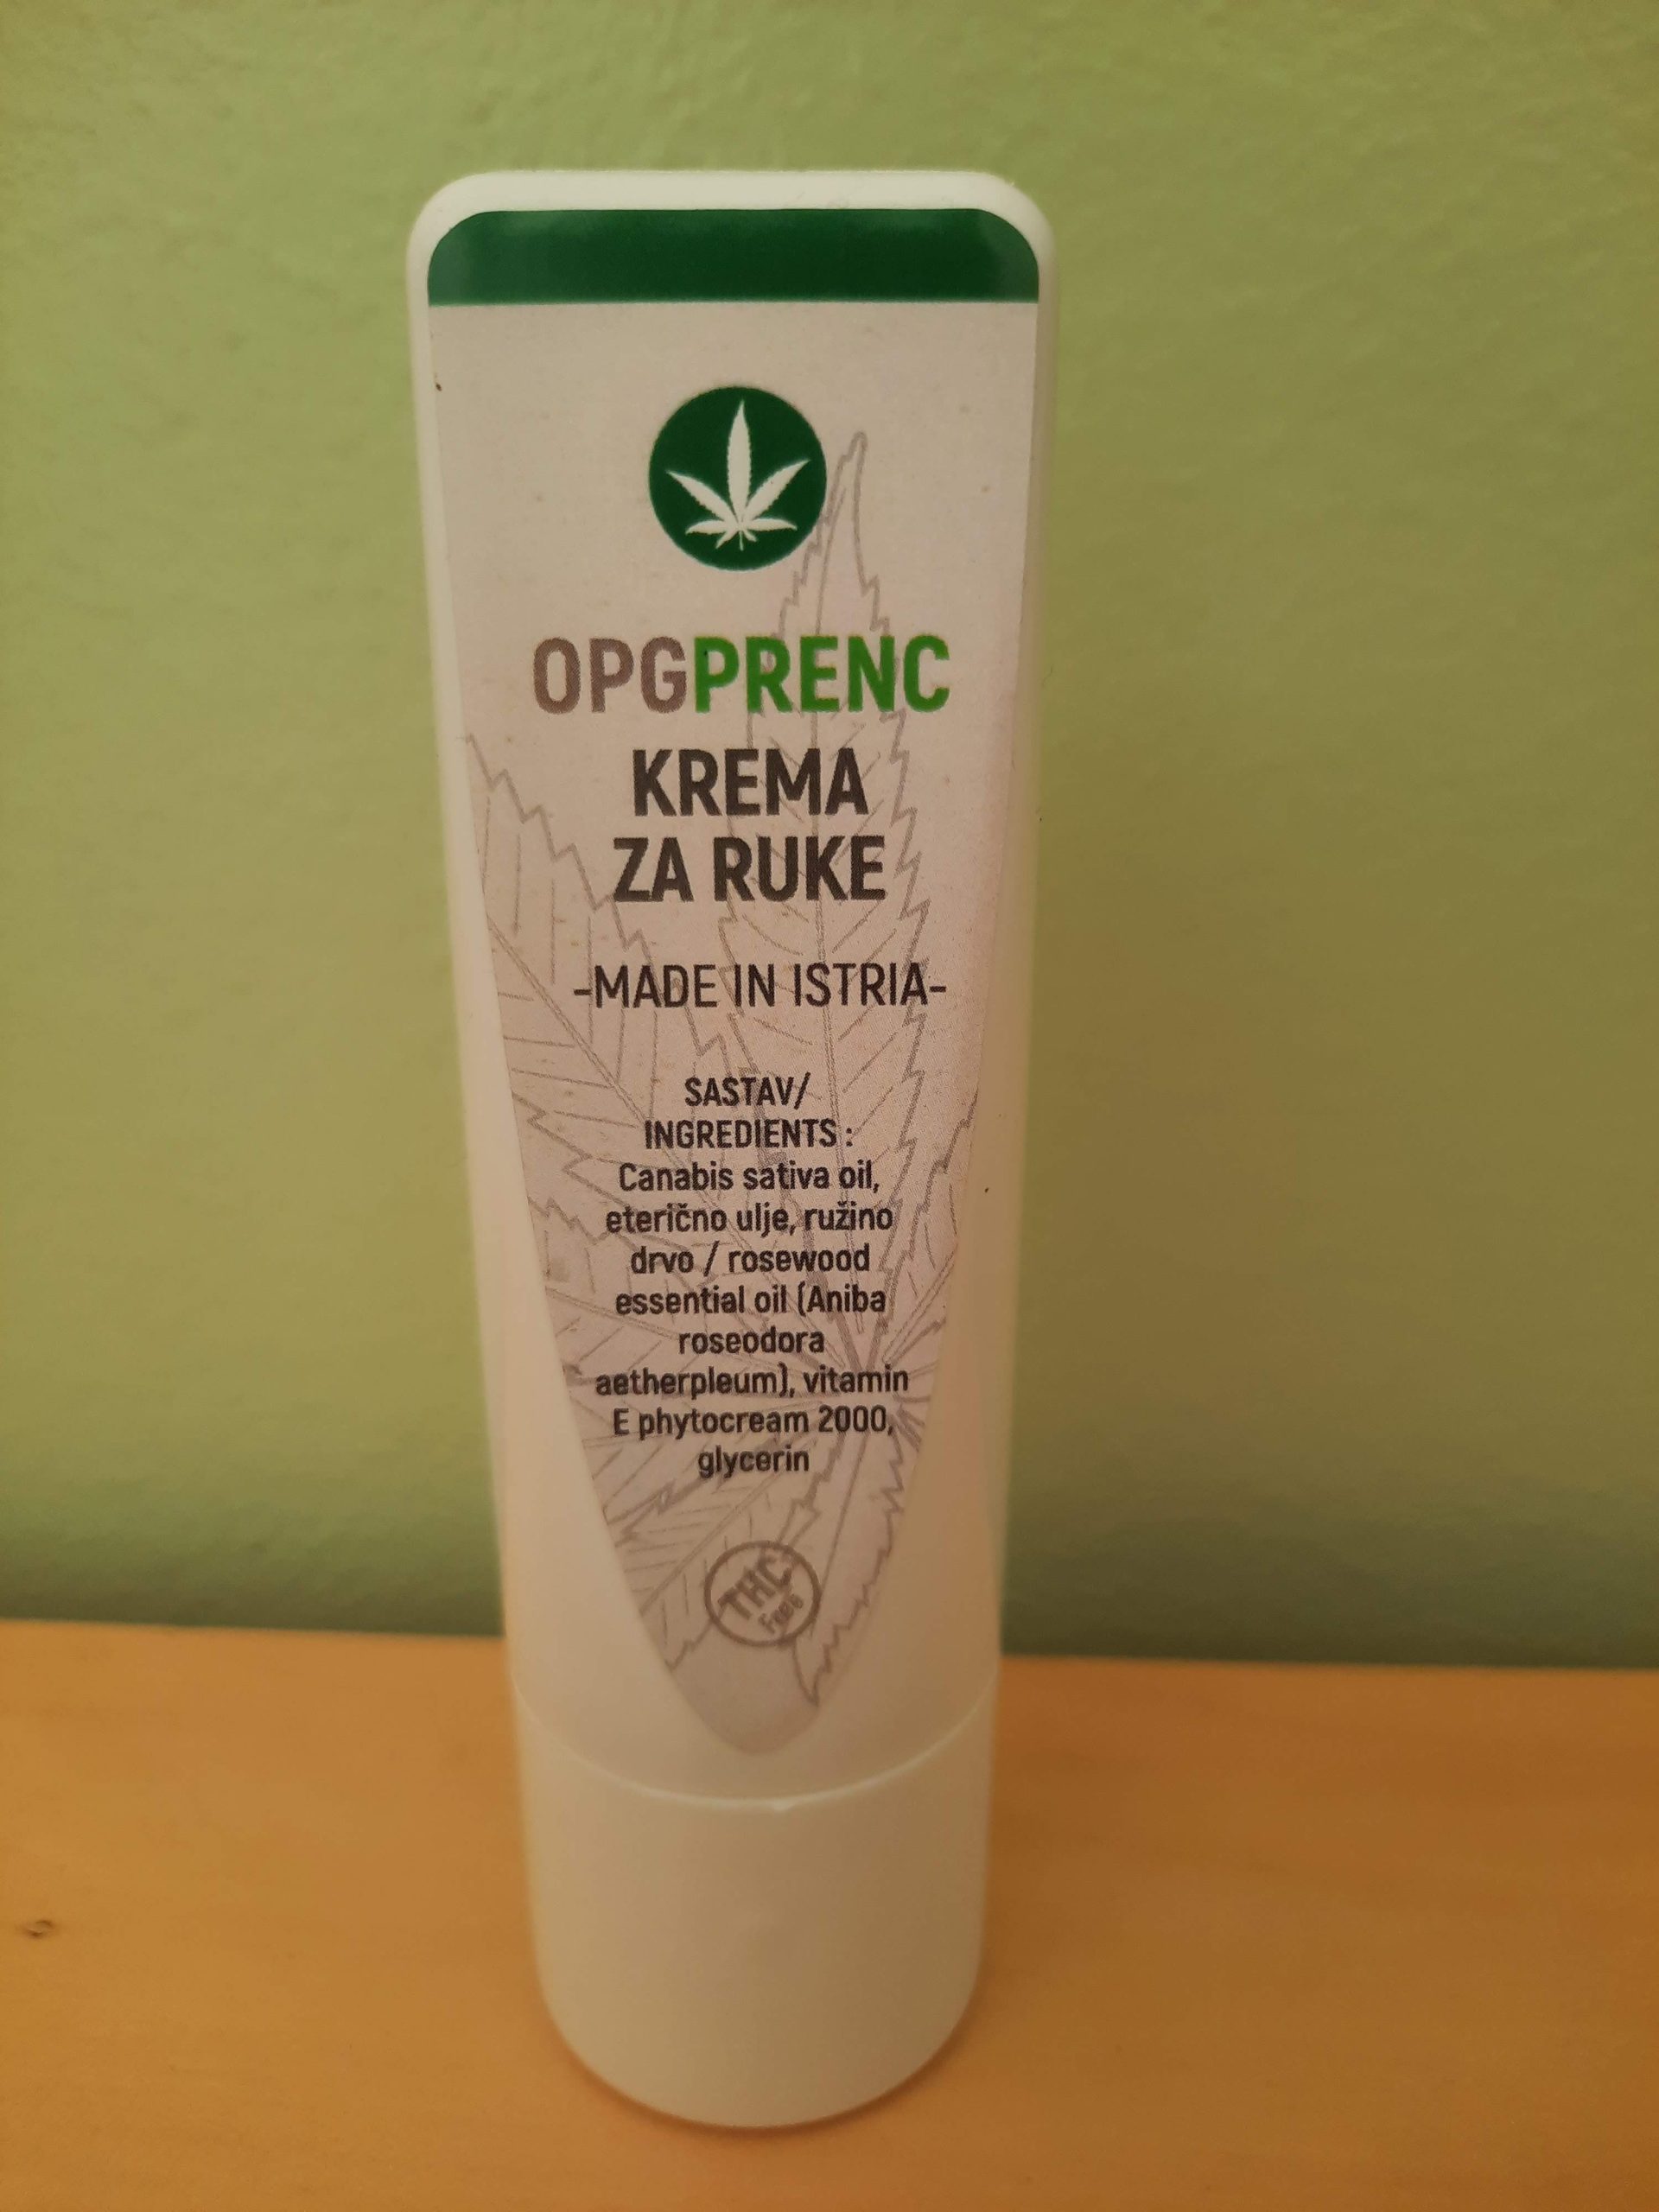 OPGPRENC
KREMA
ZA RUKE
-MADE IN ISTRIA-
SASTAV/
INGREDIENTS :
Canabis sativa oil,
eterično ulje, ružino
drvo / rosewood
essential oil (Aniba
roseodora
aetherpleum), vitamin
E phytocream 2000,
glycerin
THC
Free